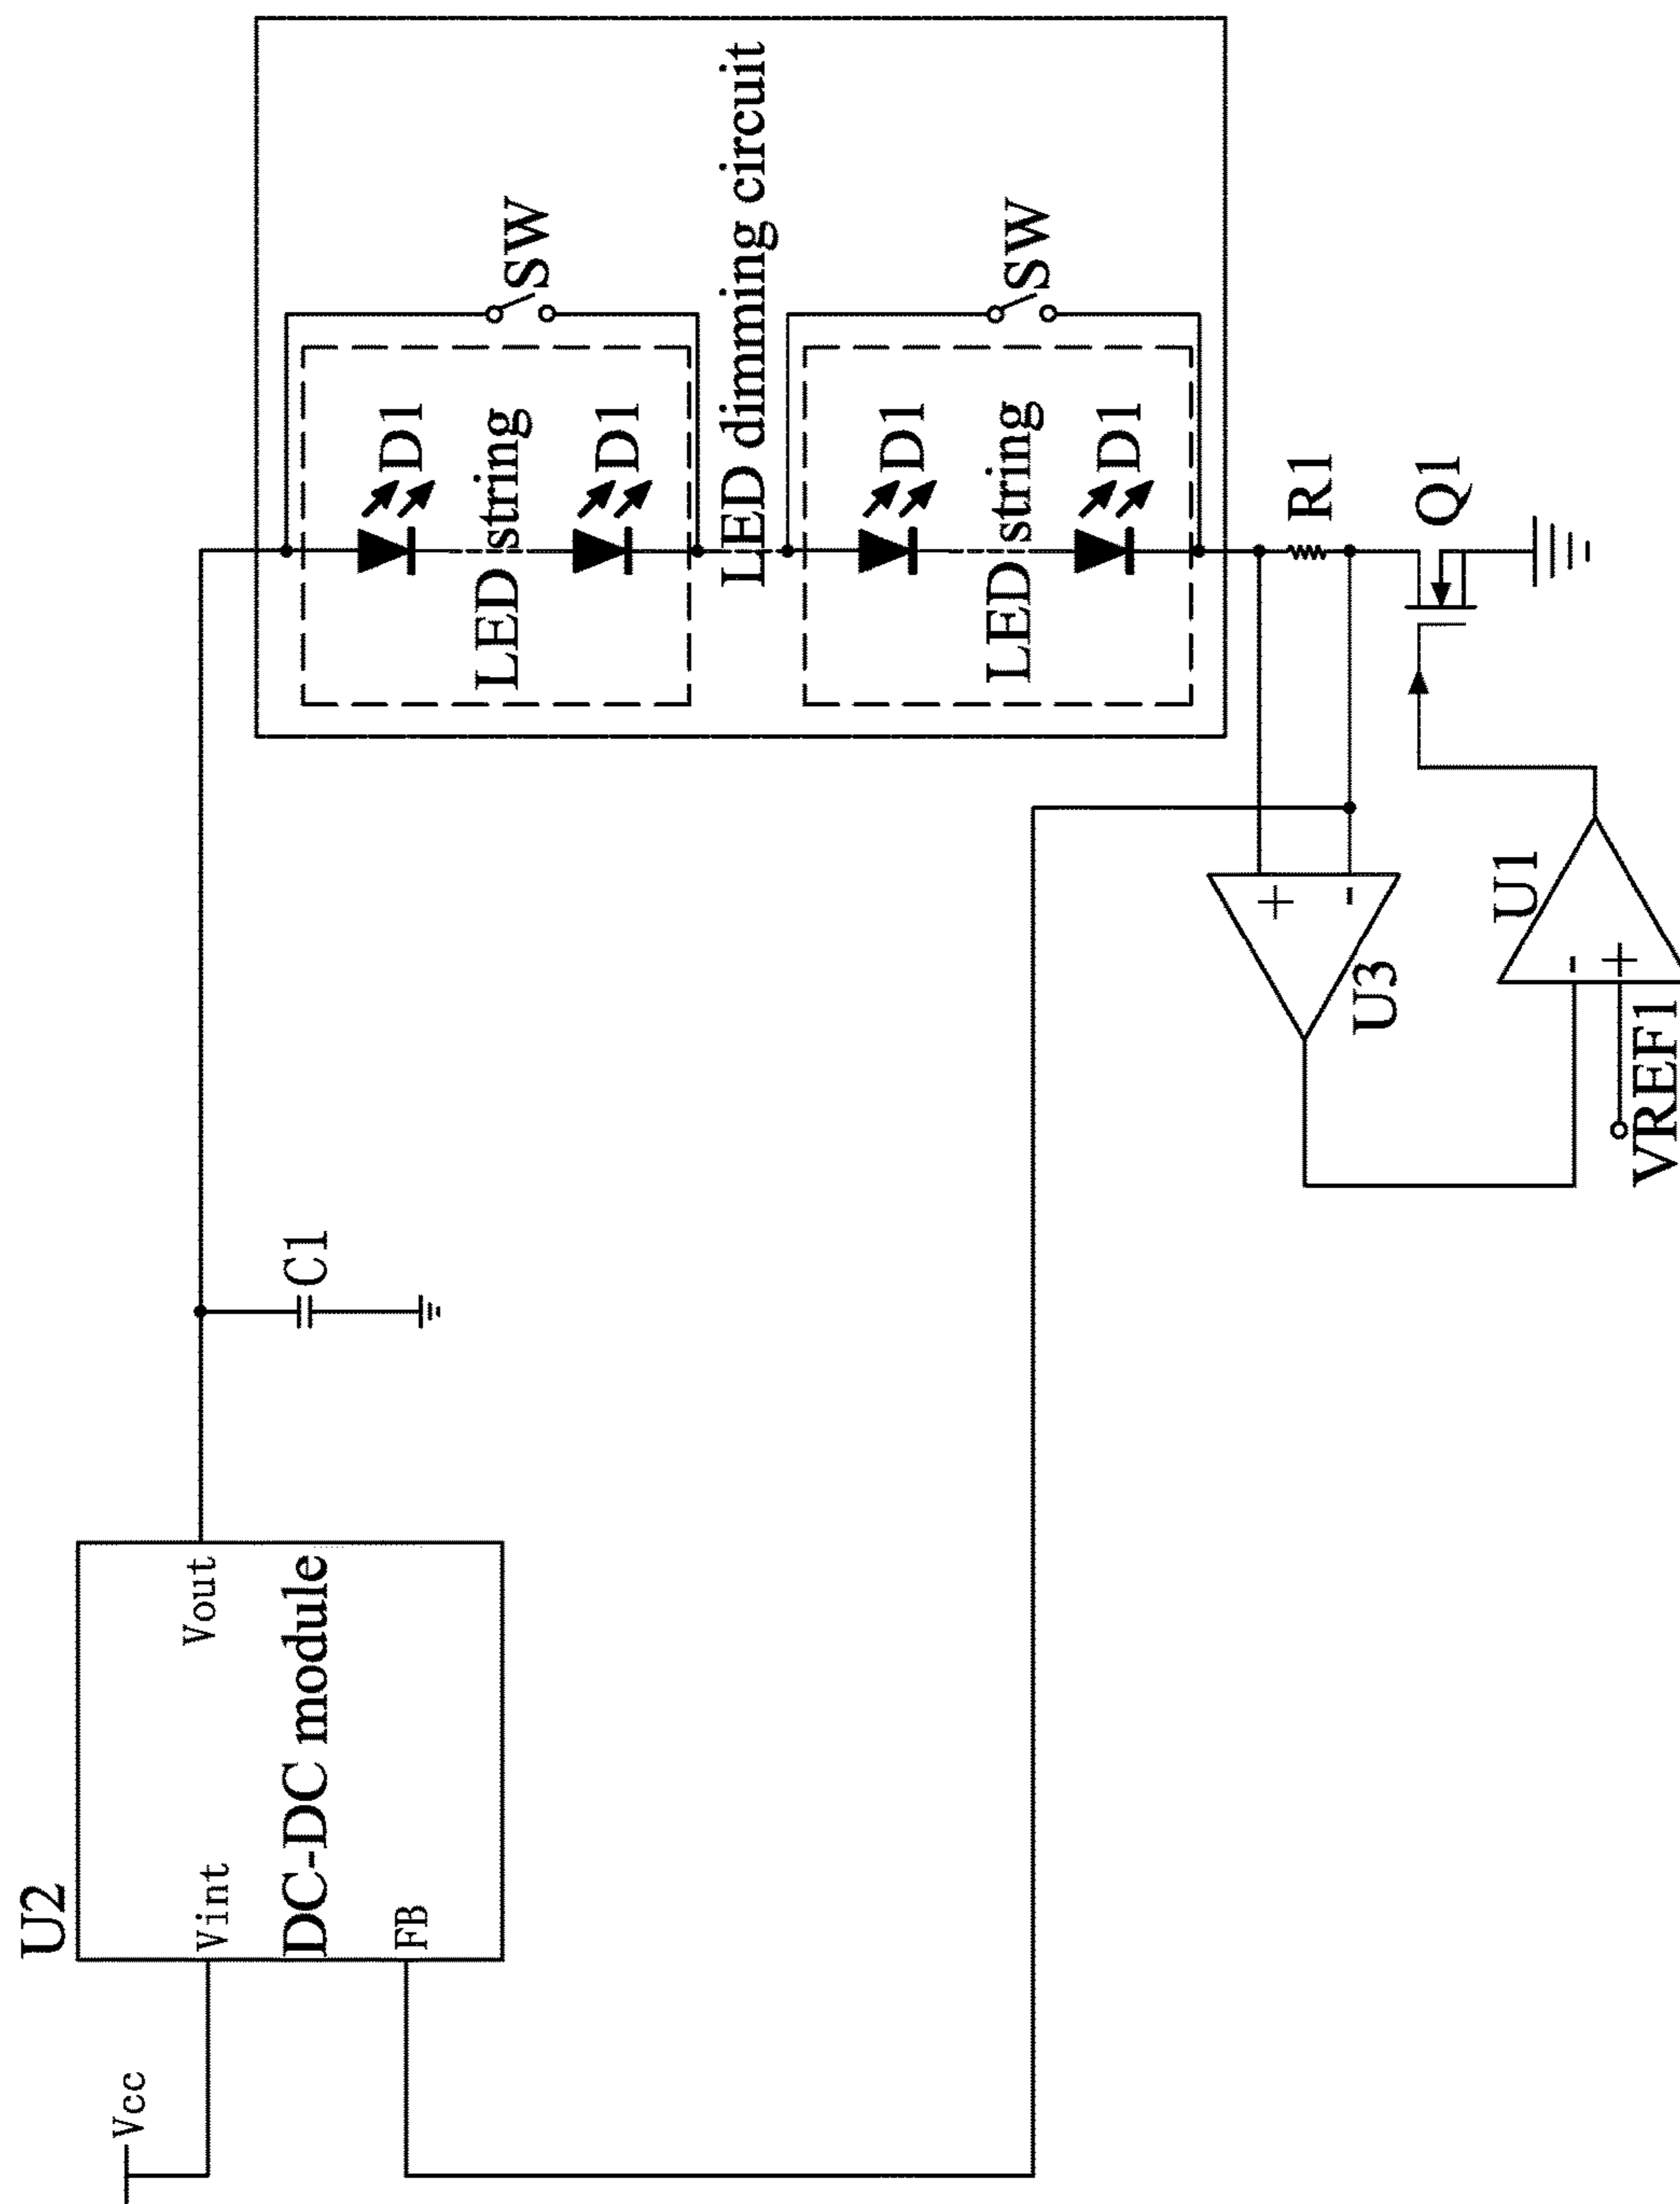 U2
Vcc
Vint
Vout
DC-DC module
FB
C1
D1
LED string
D1
SW
LED dimming circuit
D1
LED string
D1
SW
R1
Q1
+
-
U3
U1
-
+
VREF1